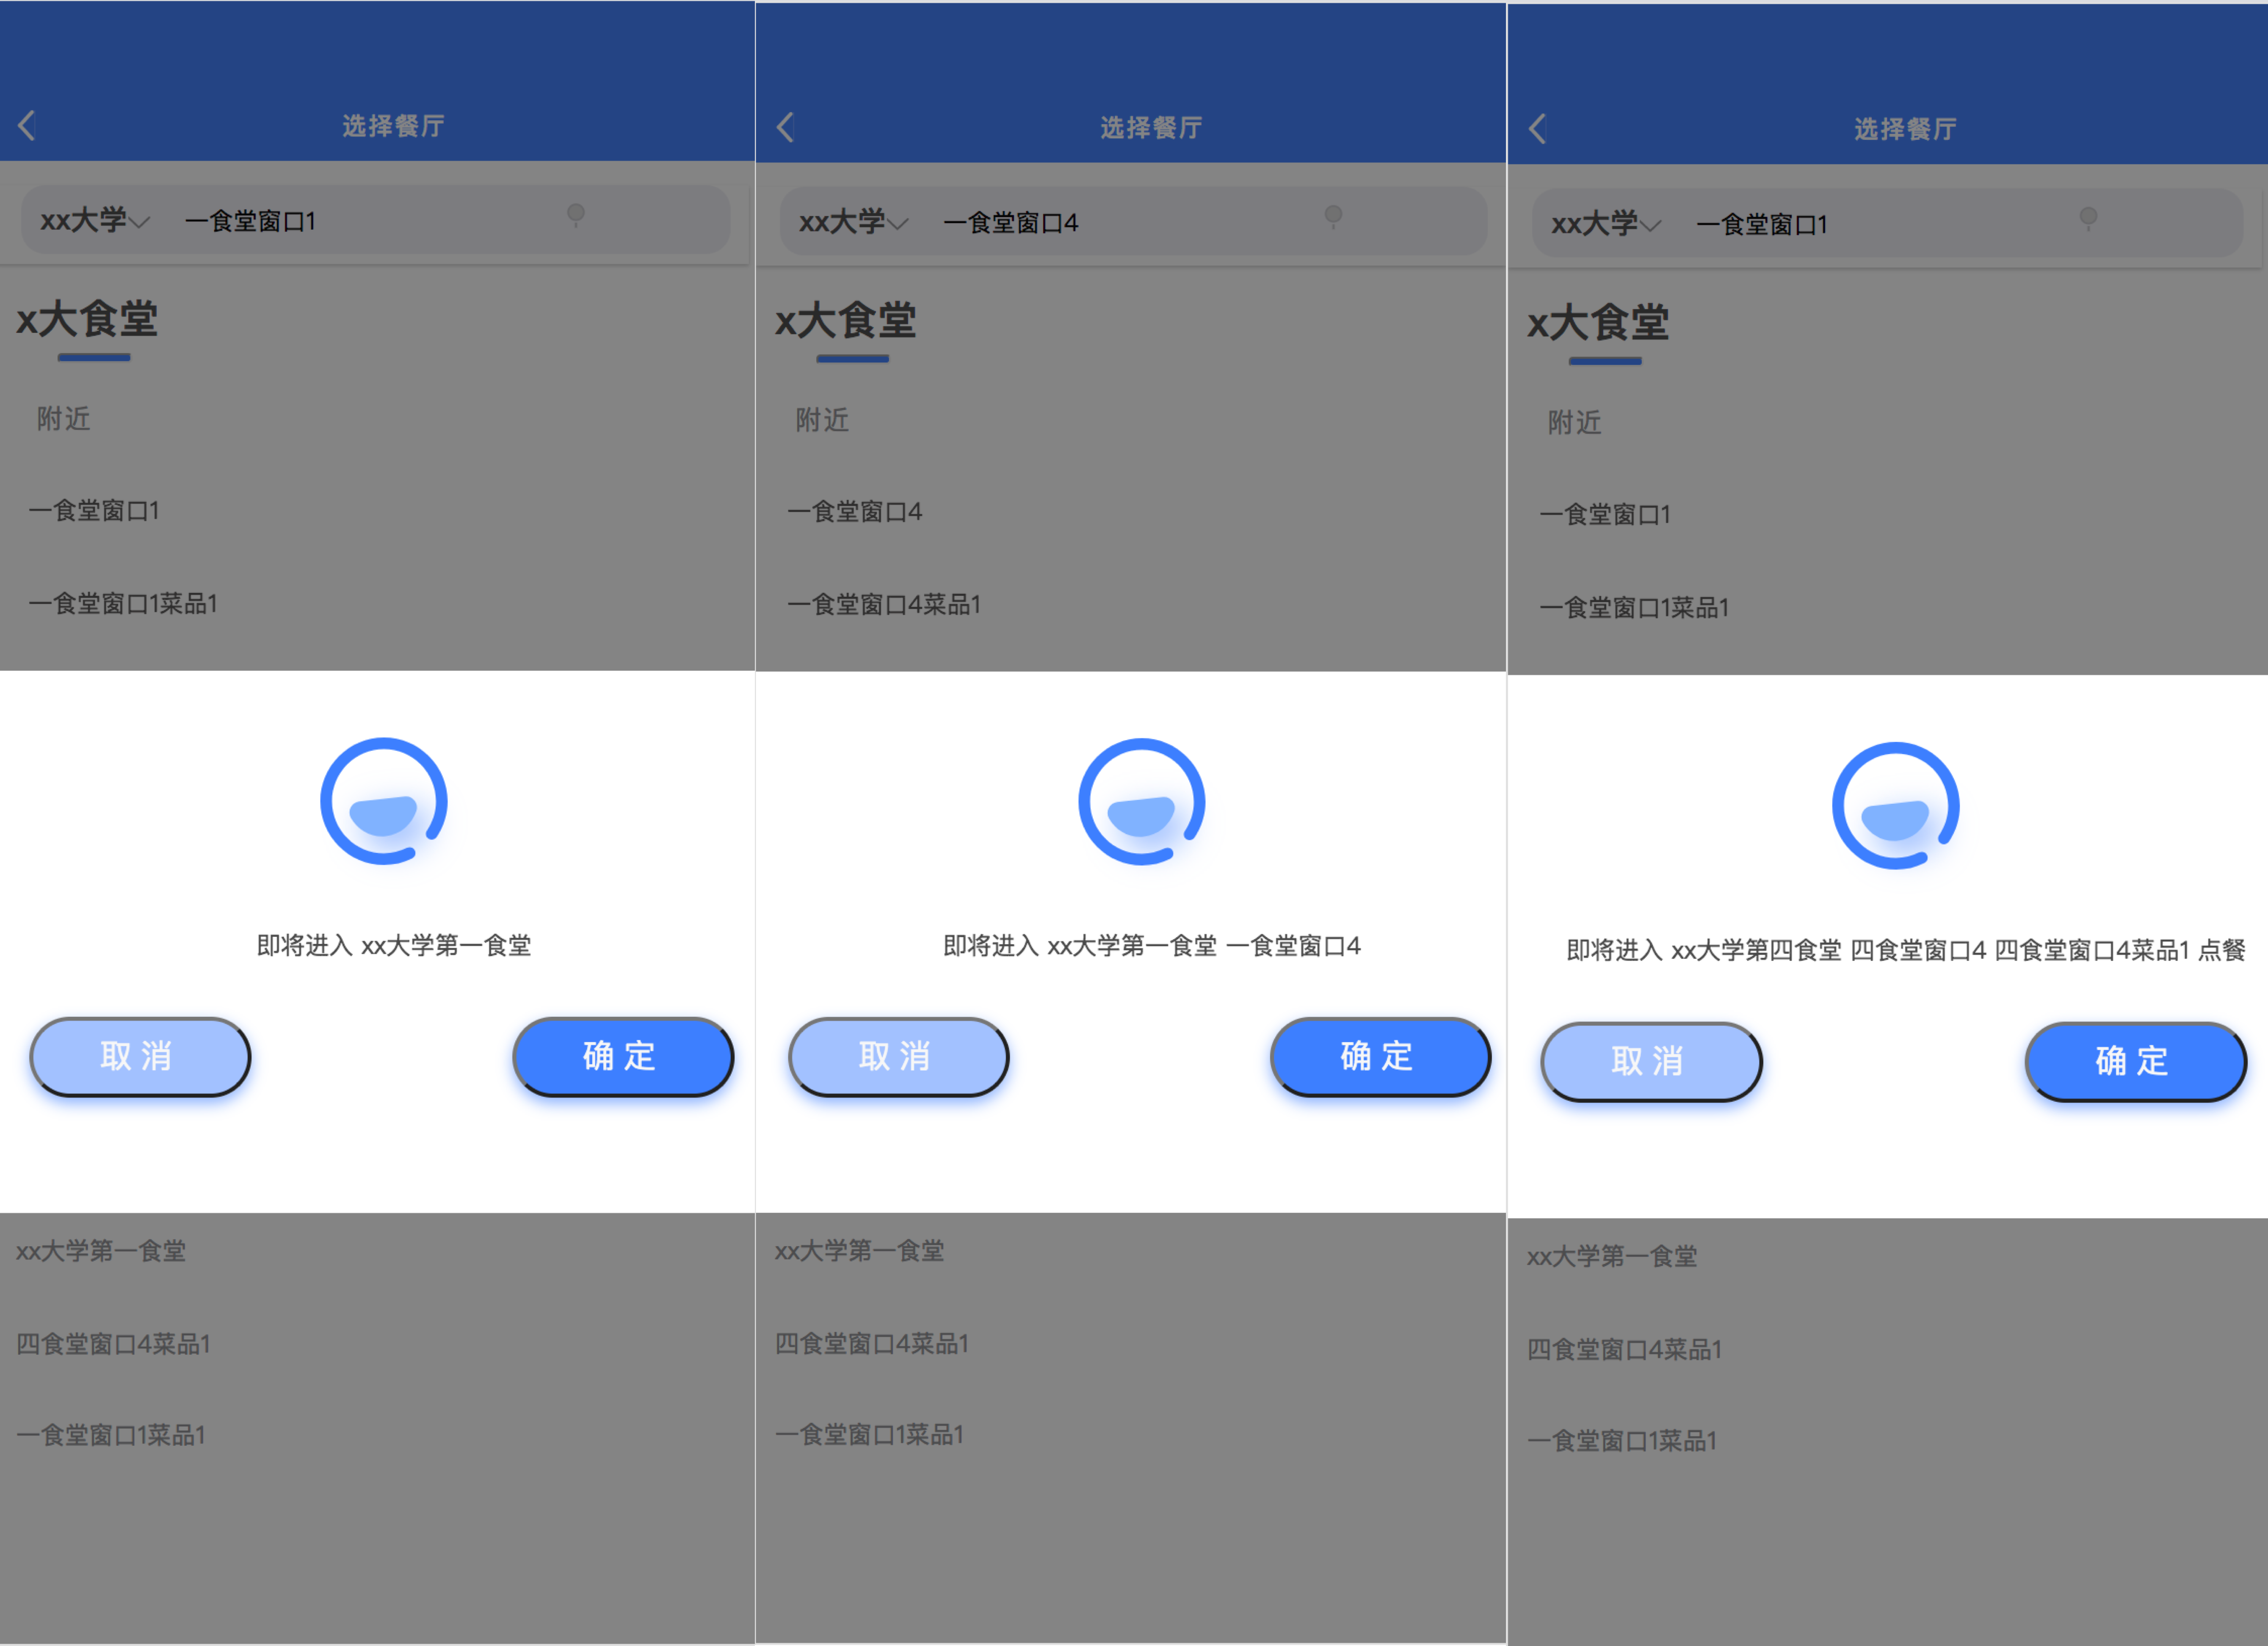 选择餐厅
xx大学 一食堂窗口1
x大食堂
附近
一食堂窗口1
一食堂窗口1菜品1
即将进入 xx大学第一食堂
取 消 确 定
xx大学第一食堂
四食堂窗口4菜品1
一食堂窗口1菜品1
选择餐厅
xx大学 一食堂窗口4
x大食堂
附近
一食堂窗口4
一食堂窗口4菜品1
即将进入 xx大学第一食堂 一食堂窗口4
取 消 确 定
xx大学第一食堂
四食堂窗口4菜品1
一食堂窗口1菜品1
选择餐厅
xx大学 一食堂窗口1
x大食堂
附近
一食堂窗口1
一食堂窗口1菜品1
即将进入 xx大学第四食堂 四食堂窗口4 四食堂窗口4菜品1 点餐
取 消 确 定
xx大学第一食堂
四食堂窗口4菜品1
一食堂窗口1菜品1